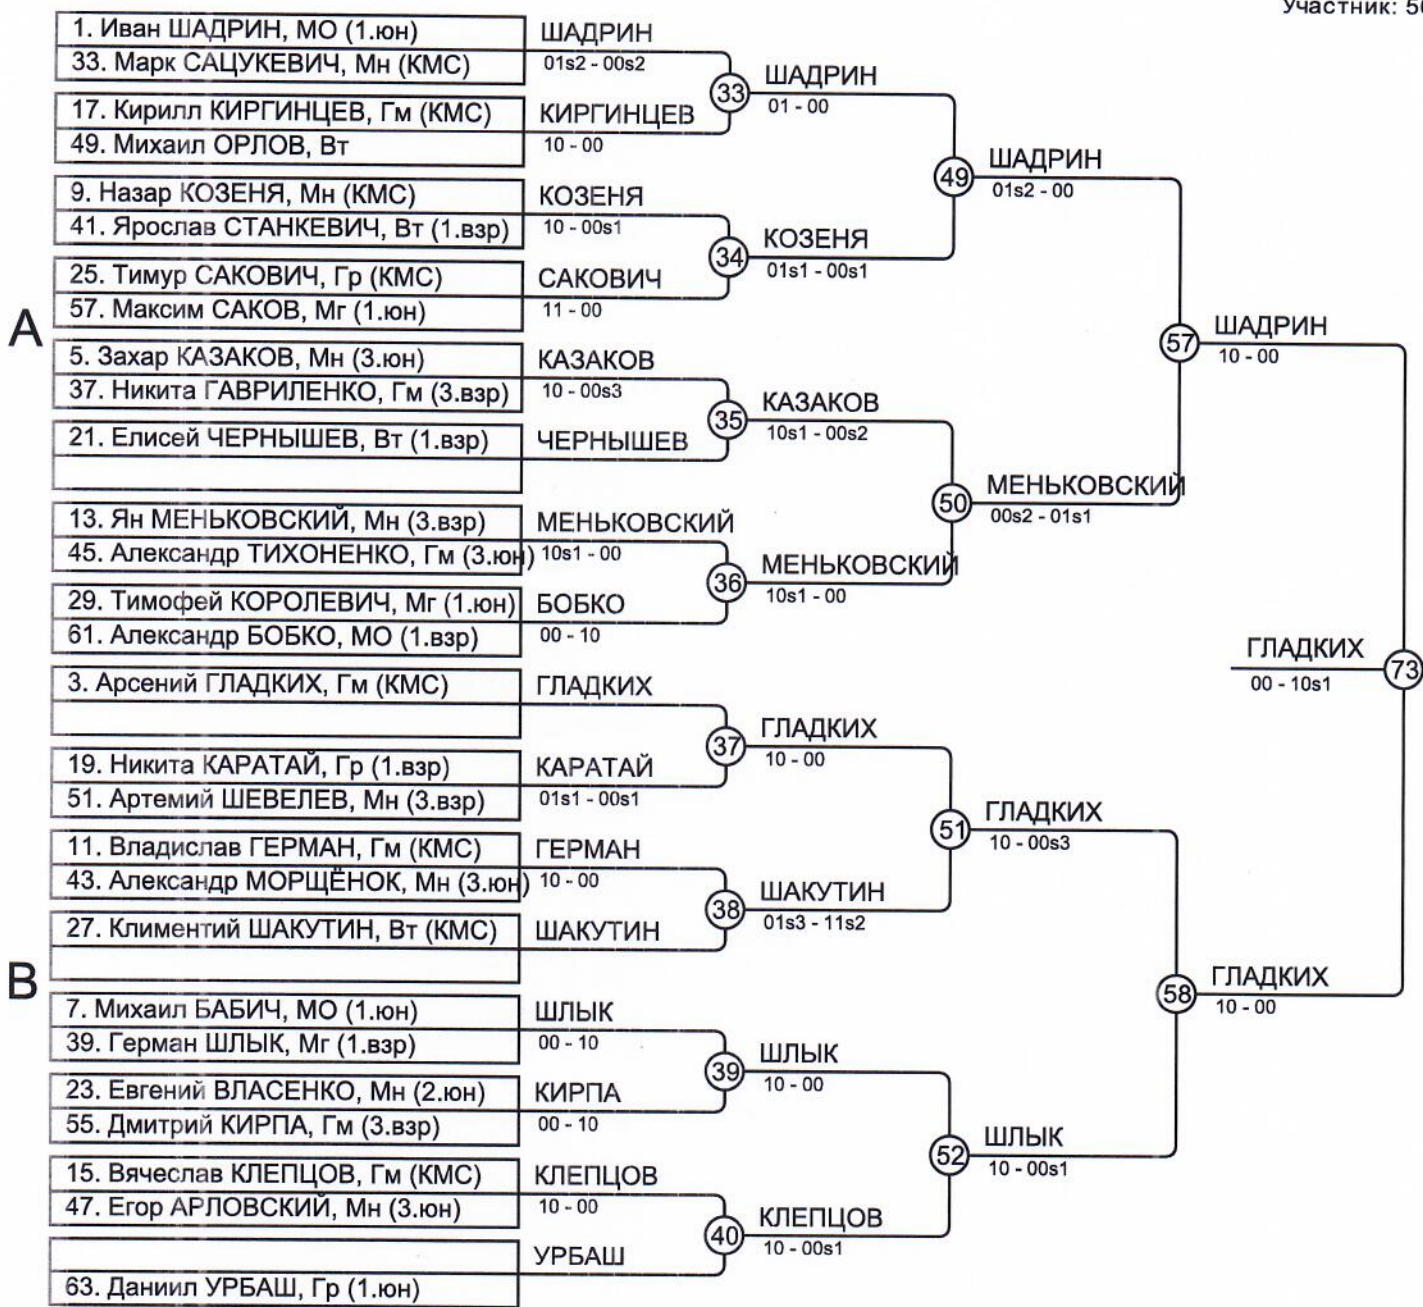 Участник: 5
1. Иван ШАДРИН, МО (1.юн)
33. Марк САЦУКЕВИЧ, Мн (КМС)
ШАДРИН
01s2 - 00s2
17. Кирилл КИРГИНЦЕВ, Гм (КМС)
49. Михаил ОРЛОВ, Вт
КИРГИНЦЕВ
10 - 00
33
ШАДРИН
01 - 00
9. Назар КОЗЕНЯ, Мн (КМС)
41. Ярослав СТАНКЕВИЧ, Вт (1.взр)
КОЗЕНЯ
10 - 00s1
25. Тимур САКОВИЧ, Гр (КМС)
57. Максим САКОВ, Мг (1.юн)
САКОВИЧ
11 - 00
34
КОЗЕНЯ
01s1 - 00s1
49
ШАДРИН
01s2 - 00
A
5. Захар КАЗАКОВ, Мн (3.юн)
37. Никита ГАВРИЛЕНКО, Гм (3.взр)
КАЗАКОВ
10 - 00s3
21. Елисей ЧЕРНЫШЕВ, Вт (1.взр)
ЧЕРНЫШЕВ
35
КАЗАКОВ
10s1 - 00s2
13. Ян МЕНЬКОВСКИЙ, Мн (3.взр)
45. Александр ТИХОНЕНКО, Гм (3.юн)
МЕНЬКОВСКИЙ
10s1 - 00
29. Тимофей КОРОЛЕВИЧ, Мг (1.юн)
61. Александр БОБКО, МО (1.взр)
БОБКО
00 - 10
36
МЕНЬКОВСКИЙ
10s1 - 00
50
МЕНЬКОВСКИЙ
00s2 - 01s1
57
ШАДРИН
10 - 00
3. Арсений ГЛАДКИХ, Гм (КМС)
ГЛАДКИХ
19. Никита КАРАТАЙ, Гр (1.взр)
51. Артемий ШЕВЕЛЕВ, Мн (3.взр)
КАРАТАЙ
01s1 - 00s1
37
ГЛАДКИХ
10 - 00
11. Владислав ГЕРМАН, Гм (КМС)
43. Александр МОРЩЁНОК, Мн (3.юн)
ГЕРМАН
10 - 00
27. Климентий ШАКУТИН, Вт (КМС)
ШАКУТИН
38
ШАКУТИН
01s3 - 11s2
51
ГЛАДКИХ
10 - 00s3
B
7. Михаил БАБИЧ, МО (1.юн)
39. Герман ШЛЫК, Мг (1.взр)
ШЛЫК
00 - 10
23. Евгений ВЛАСЕНКО, Мн (2.юн)
55. Дмитрий КИРПА, Гм (3.взр)
КИРПА
00 - 10
39
ШЛЫК
10 - 00
15. Вячеслав КЛЕПЦОВ, Гм (КМС)
47. Егор АРЛОВСКИЙ, Мн (3.юн)
КЛЕПЦОВ
10 - 00
63. Даниил УРБАШ, Гр (1.юн)
УРБАШ
40
КЛЕПЦОВ
10 - 00s1
52
ШЛЫК
10 - 00s1
58
ГЛАДКИХ
10 - 00
73
ГЛАДКИХ
00 - 10s1